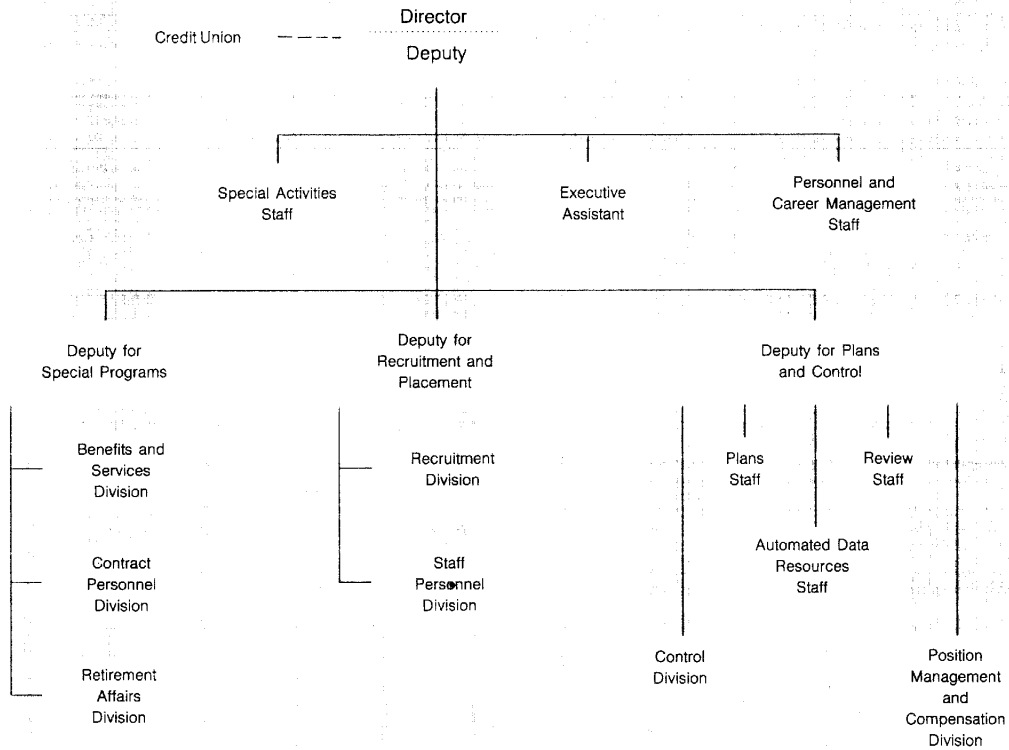 Director
Credit Union
Deputy
Special Activities
Staff
Executive
Assistant
Personnel and
Career Management
Staff
Deputy for
Special Programs
Deputy for
Recruitment and
Placement
Deputy for Plans
and Control
Benefits and
Services
Division
Recruitment
Division
Plans
Staff
Review
Staff
Contract
Personnel
Division
Staff
Personnel
Division
Automated Data
Resources
Staff
Retirement
Affairs
Division
Control
Division
Position
Management
and
Compensation
Division